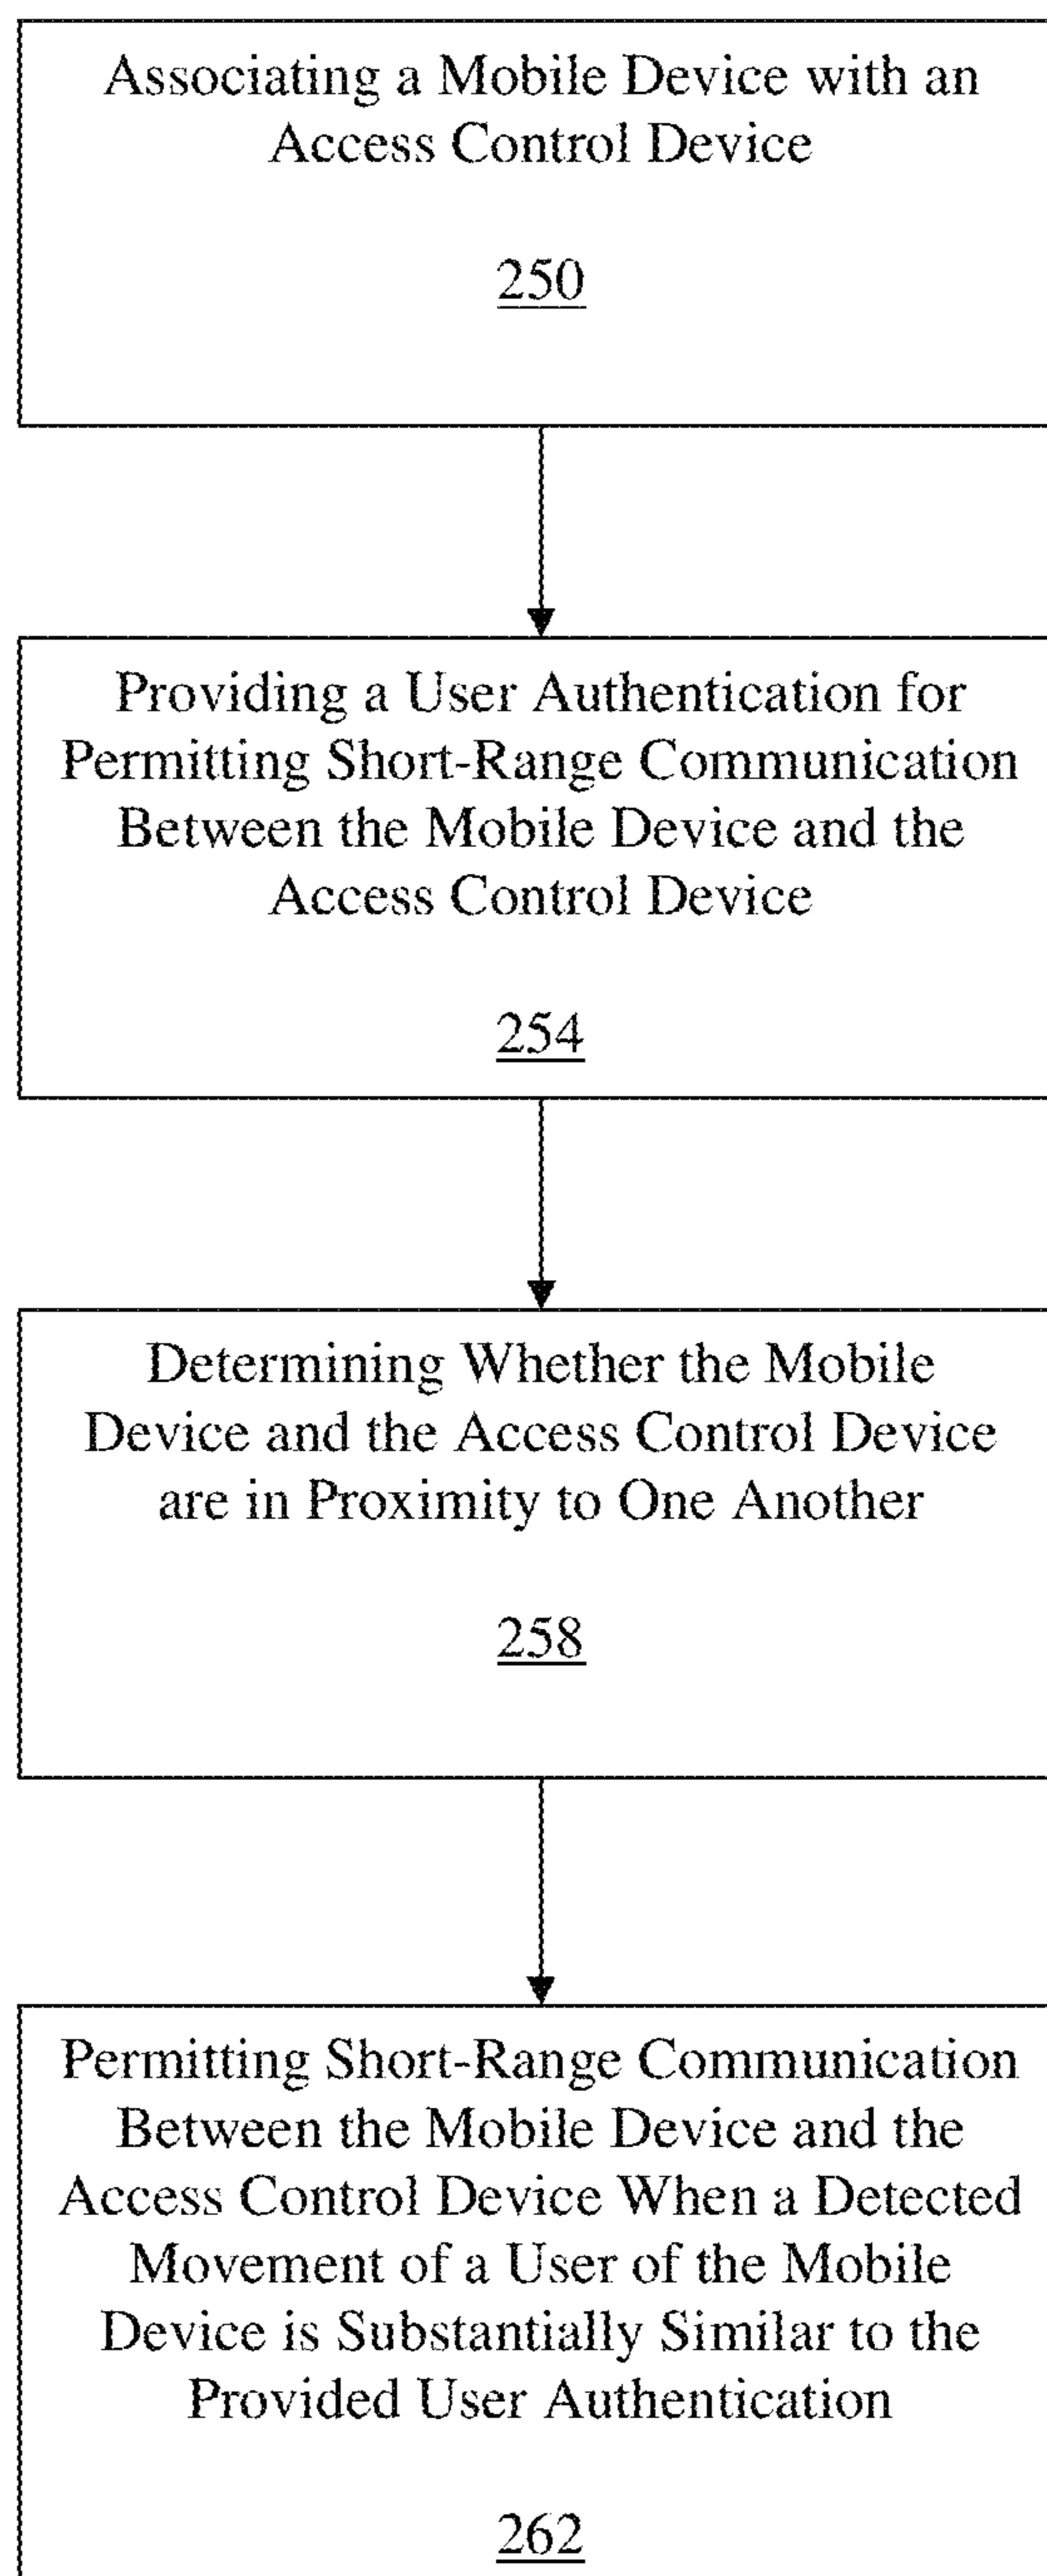 Associating a Mobile Device with an
Access Control Device
250
Providing a User Authentication for
Permitting Short-Range Communication
Between the Mobile Device and the
Access Control Device
254
Determining Whether the Mobile
Device and the Access Control Device
are in Proximity to One Another
258
Permitting Short-Range Communication
Between the Mobile Device and the
Access Control Device When a Detected
Movement of a User of the Mobile
Device is Substantially Similar to the
Provided User Authentication
262